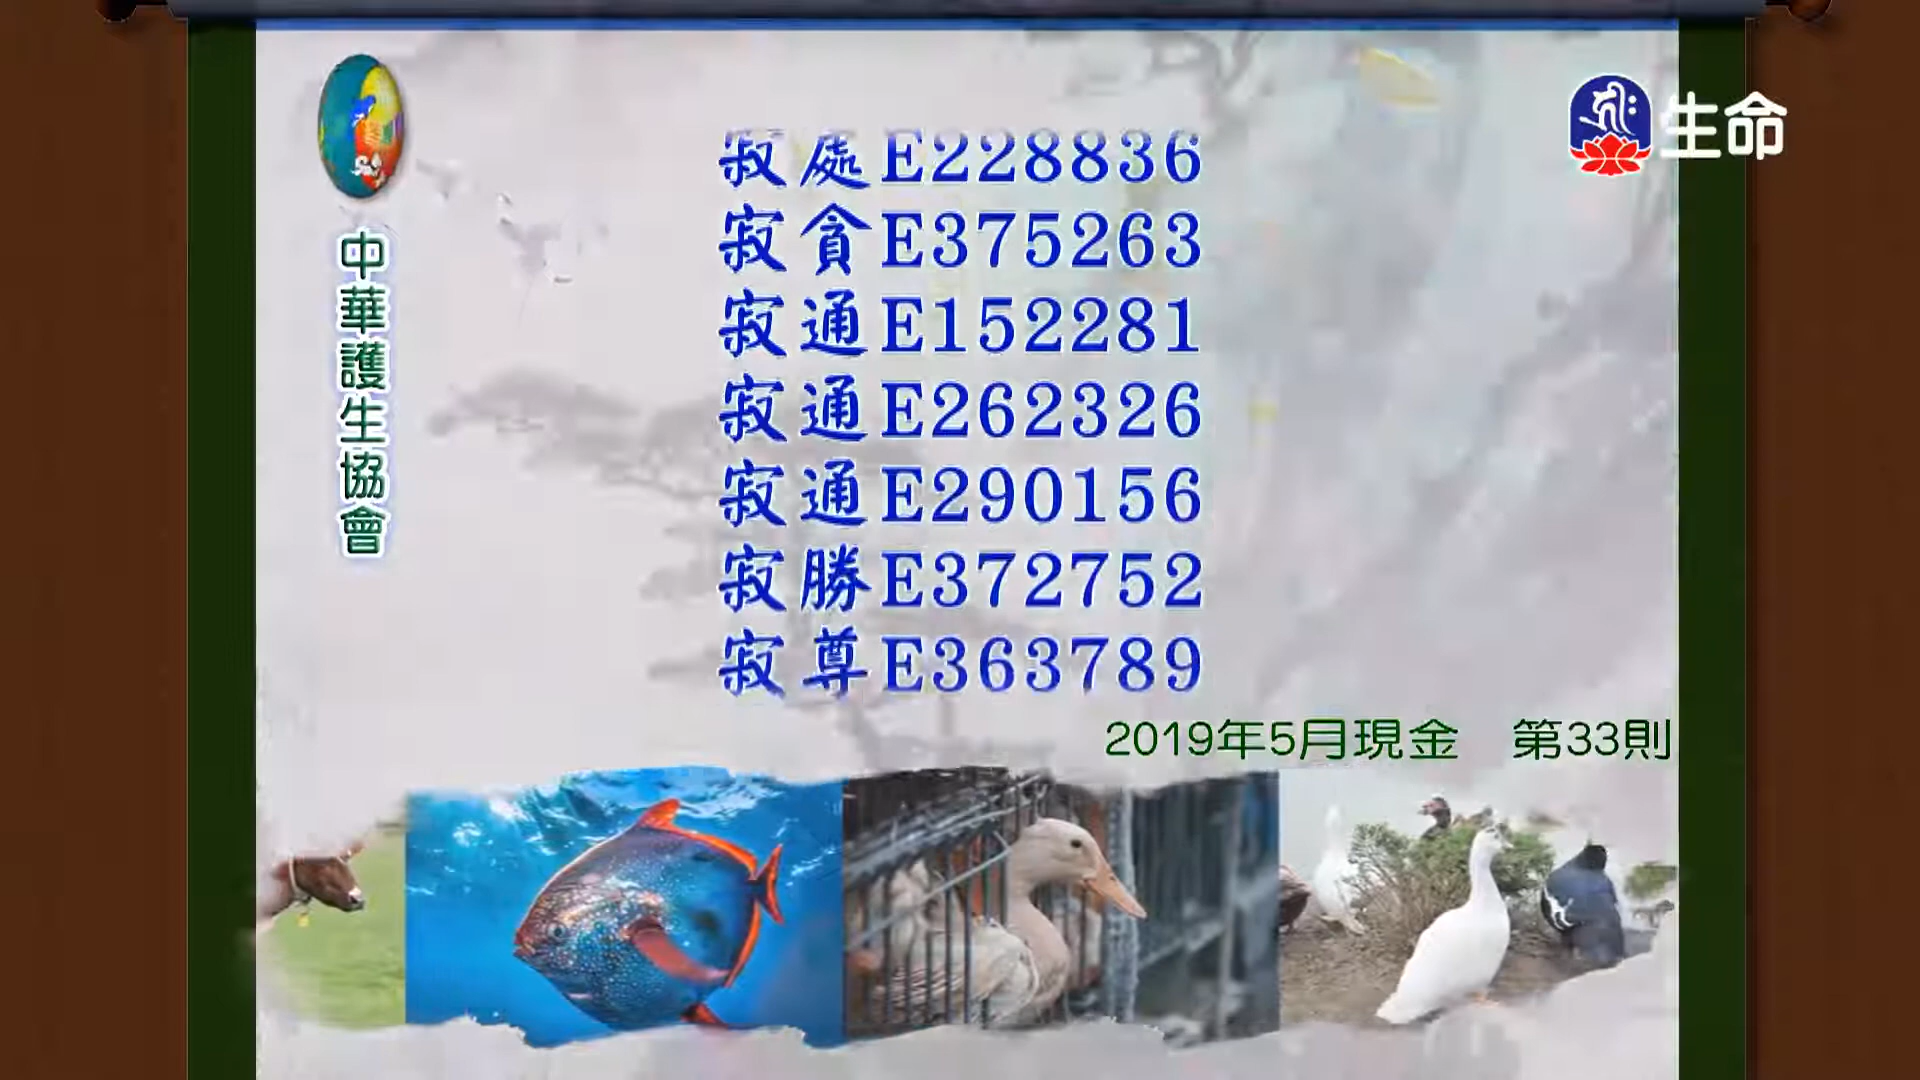 生命
中華護生協會
寂處E228836
寂貪E375263
寂通E152281
寂通E262326
寂通E290156
寂勝E372752
寂尊E363789
2019年5月現金 第33則